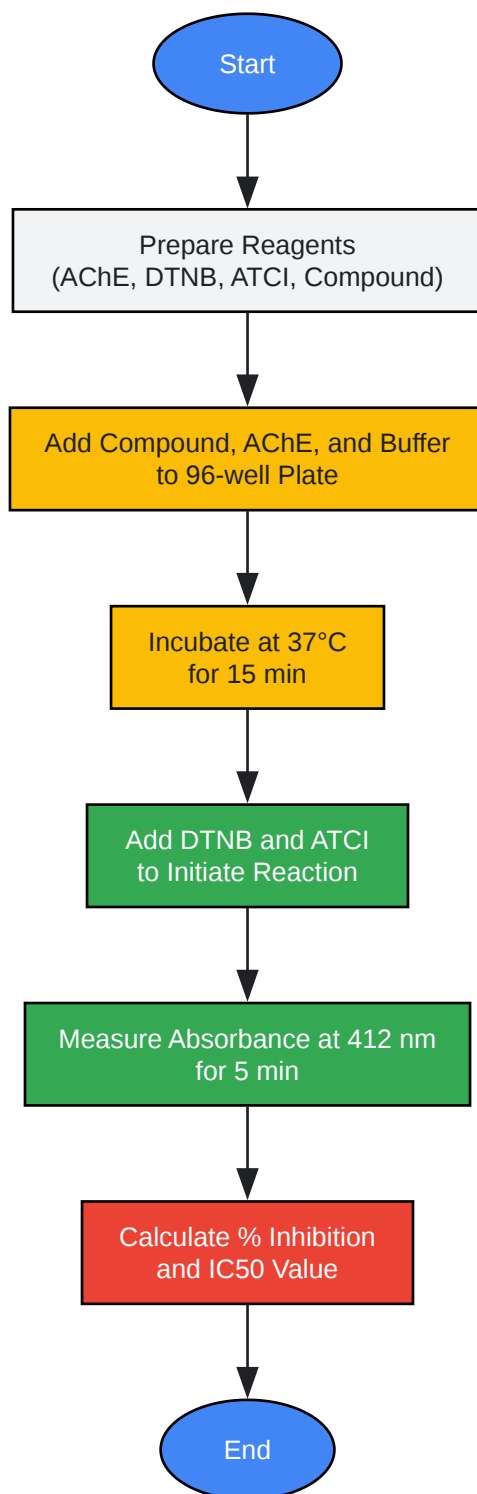 Start
Prepare Reagents
(AChE, DTNB, ATCI, Compound)
Add Compound, AChE, and Buffer
to 96-well Plate
Incubate at 37°C
for 15 min
Add DTNB and ATCI
to Initiate Reaction
Measure Absorbance at 412 nm
for 5 min
Calculate % Inhibition
and IC50 Value
End